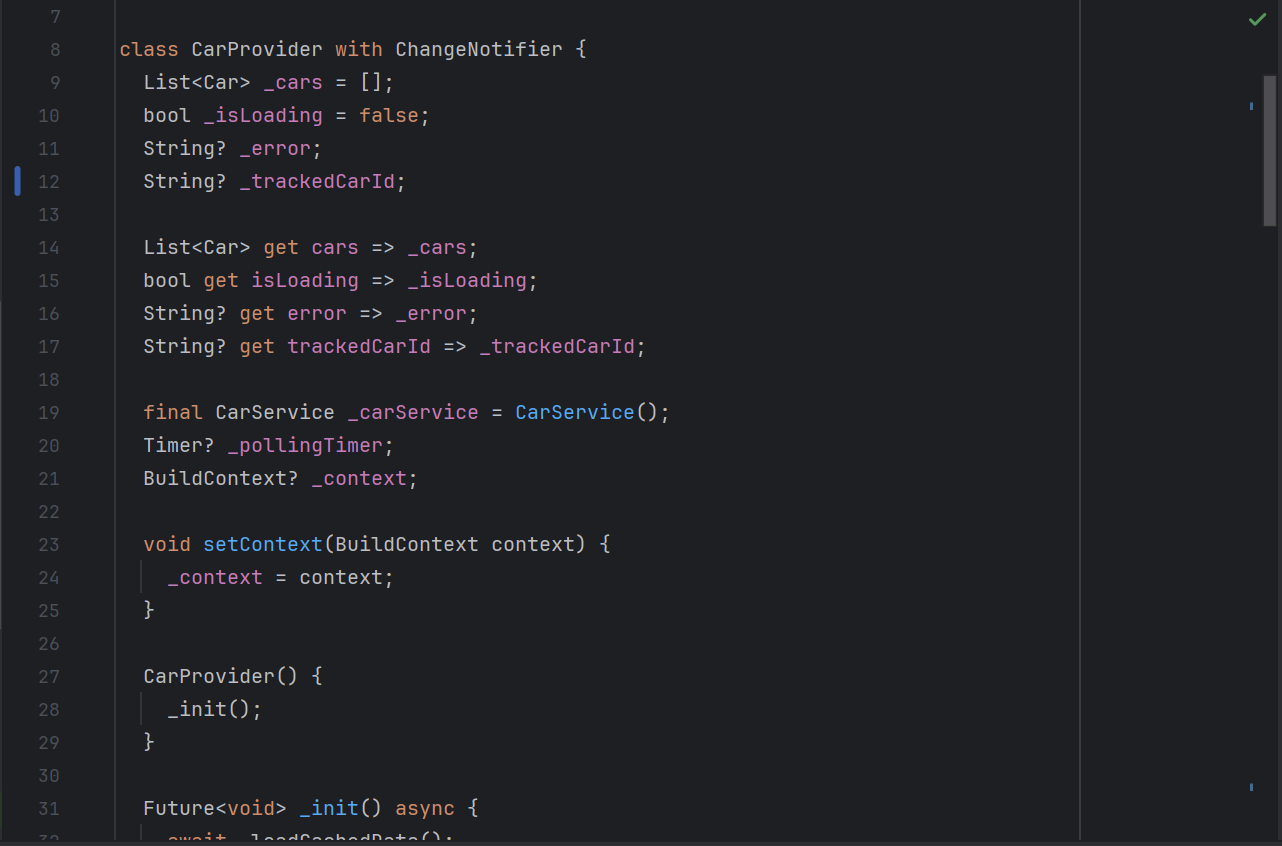 7
8 class CarProvider with ChangeNotifier {
9 List<Car> _cars = [];
10 bool _isLoading = false;
11 String? _error;
12 String? _trackedCarId;
13
14 List<Car> get cars => _cars;
15 bool get isLoading => _isLoading;
16 String? get error => _error;
17 String? get trackedCarId => _trackedCarId;
18
19 final CarService _carService = CarService();
20 Timer? _pollingTimer;
21 BuildContext? _context;
22
23 void setContext(BuildContext context) {
24 _context = context;
25 }
26
27 CarProvider() {
28 _init();
29 }
30
31 Future<void> _init() async {
32 await _loadCachedData();